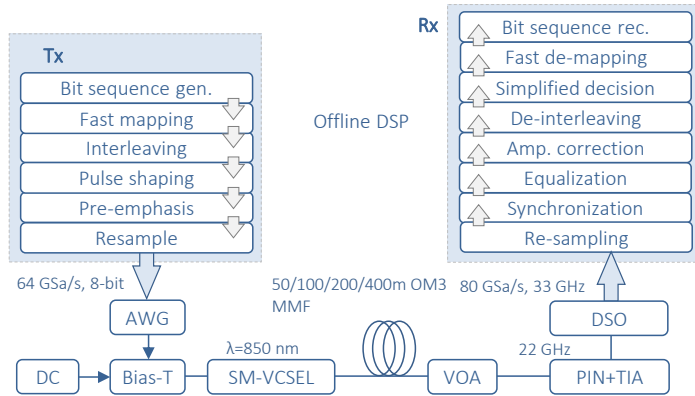 Tx
Bit sequence gen.
Fast mapping
Interleaving
Pulse shaping
Pre-emphasis
Resample
Offline DSP
Rx
Bit sequence rec.
Fast de-mapping
Simplified decision
De-interleaving
Amp. correction
Equalization
Synchronization
Re-sampling
64 GSa/s, 8-bit
50/100/200/400m OM3
MMF
80 GSa/s, 33 GHz
AWG
DSO
λ=850 nm
22 GHz
DC
Bias-T
SM-VCSEL
VOA
PIN+TIA